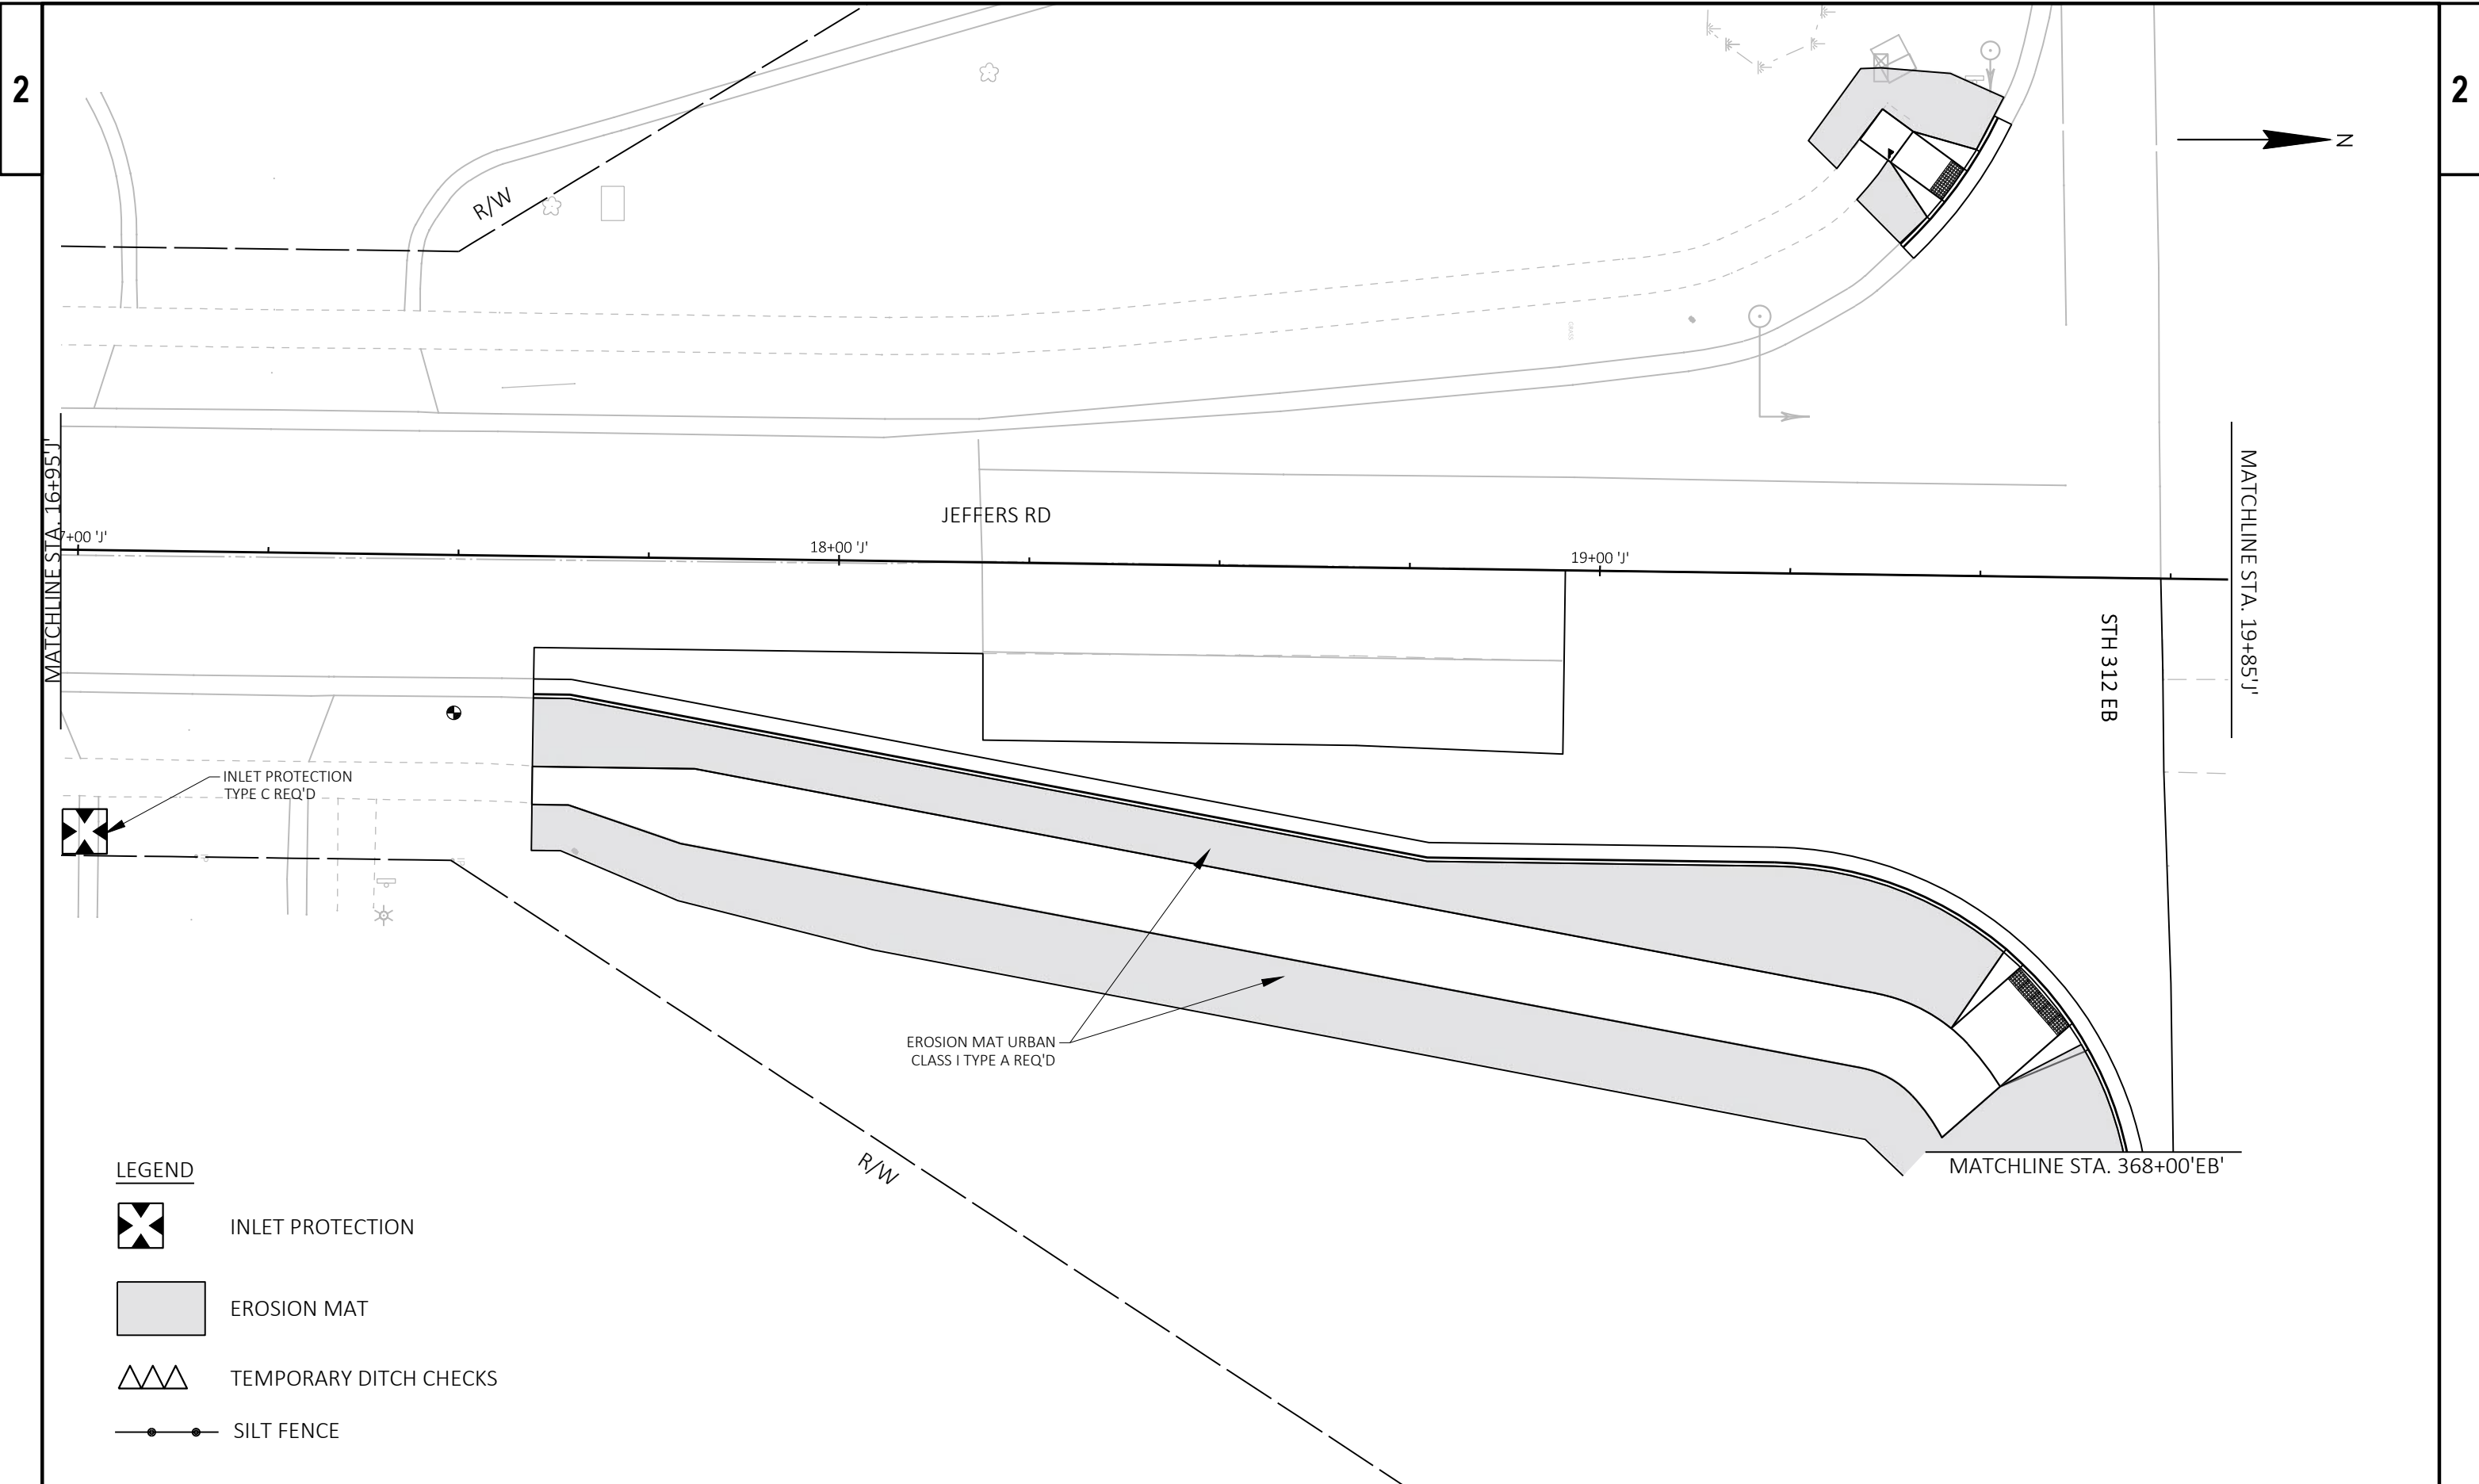 2
2
N
R/W
MATCHLINE STA. 16+95'J'
7+00 'J'
JEFFERS RD
18+00 'J'
19+00 'J'
MATCHLINE STA. 19+85'J'
STH 312 EB
INLET PROTECTION
TYPE C REQ'D
EROSION MAT URBAN
CLASS I TYPE A REQ'D
R/W
MATCHLINE STA. 368+00'EB'
LEGEND
INLET PROTECTION
EROSION MAT
TEMPORARY DITCH CHECKS
SILT FENCE